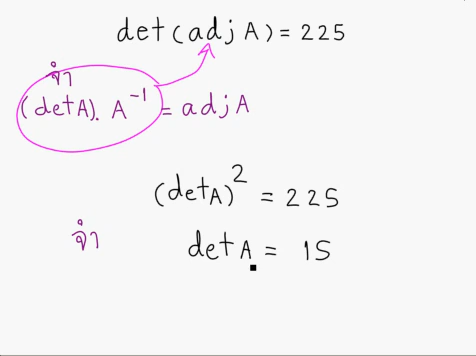 det(adj A) = 225
จำ
(det A). A⁻¹ = adj A
(det A)² = 225
จำ det A = 15